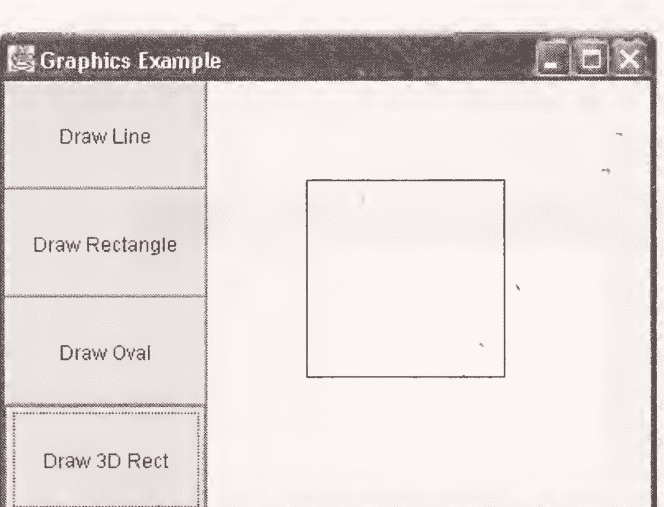 Graphics Example
Draw Line
Draw Rectangle
Draw Oval
Draw 3D Rect